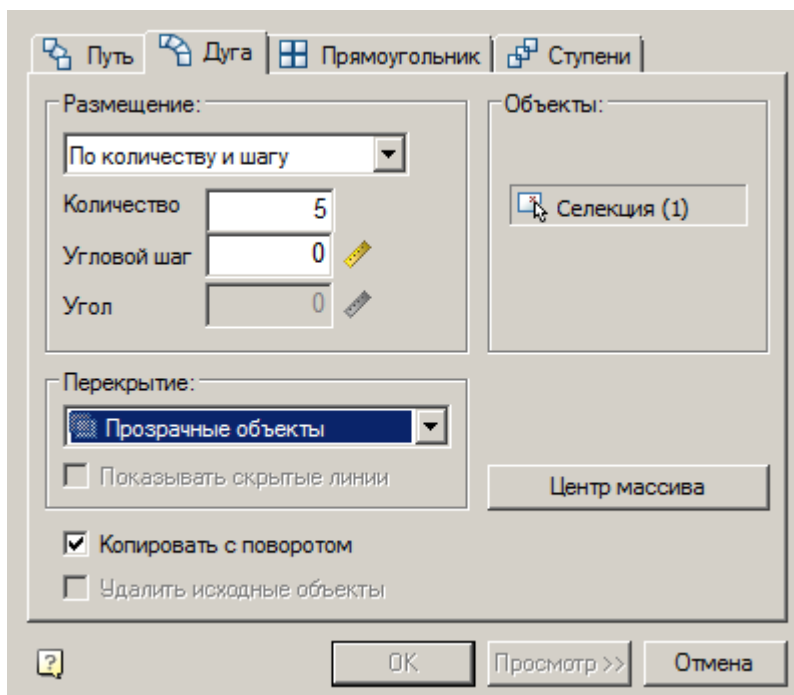 Путь Дуга Прямоугольник Ступени
Размещение:
По количеству и шагу
Количество 5
Угловой шаг 0
Угол 0
Объекты:
Селекция (1)
Перекрытие:
Прозрачные объекты
Показывать скрытые линии
Центр массива
Копировать с поворотом
Удалить исходные объекты
? OK Просмотр >> Отмена